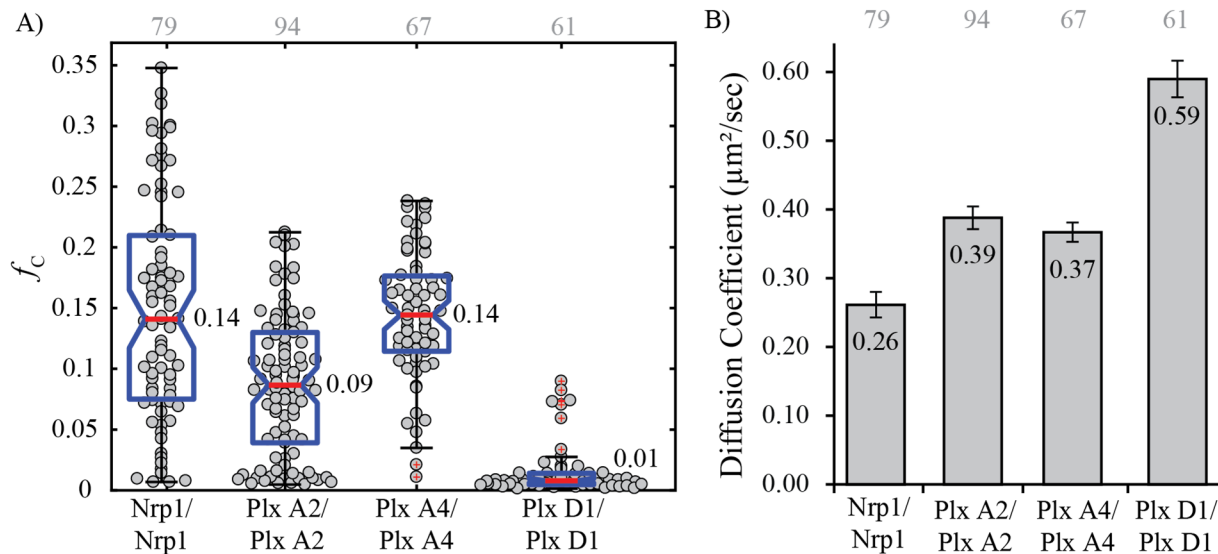 A)
79 94 67 61
f_C
0.35
0.3
0.25
0.2
0.15
0.1
0.05
0
0.14
0.09
0.14
0.01
Nrp1/ Plx A2/ Plx A4/ Plx D1/
Nrp1 Plx A2 Plx A4 Plx D1
B)
79 94 67 61
Diffusion Coefficient (µm²/sec)
0.60
0.50
0.40
0.30
0.20
0.10
0.00
0.26
0.39
0.37
0.59
Nrp1/ Plx A2/ Plx A4/ Plx D1/
Nrp1 Plx A2 Plx A4 Plx D1